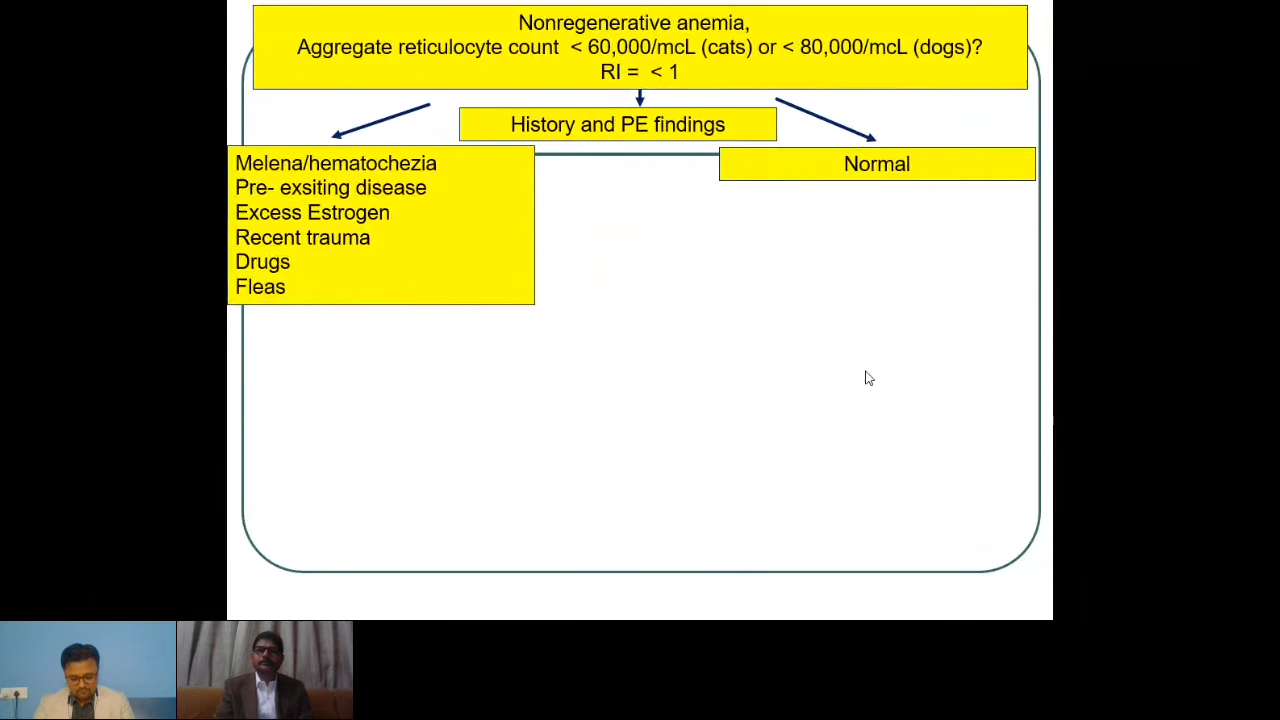 Nonregenerative anemia,
Aggregate reticulocyte count < 60,000/mcL (cats) or < 80,000/mcL (dogs)?
RI = < 1
History and PE findings
Melena/hematochezia
Pre- exsiting disease
Excess Estrogen
Recent trauma
Drugs
Fleas
Normal